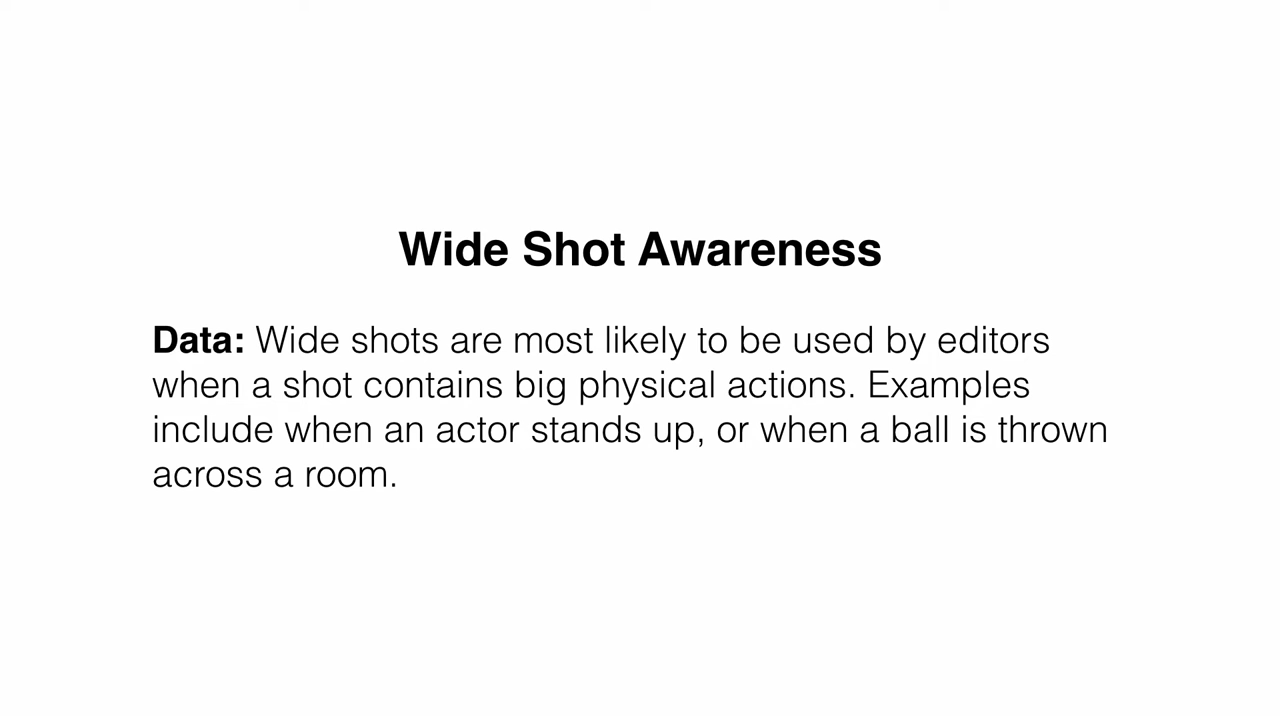 Wide Shot Awareness
Data: Wide shots are most likely to be used by editors
when a shot contains big physical actions. Examples
include when an actor stands up, or when a ball is thrown
across a room.